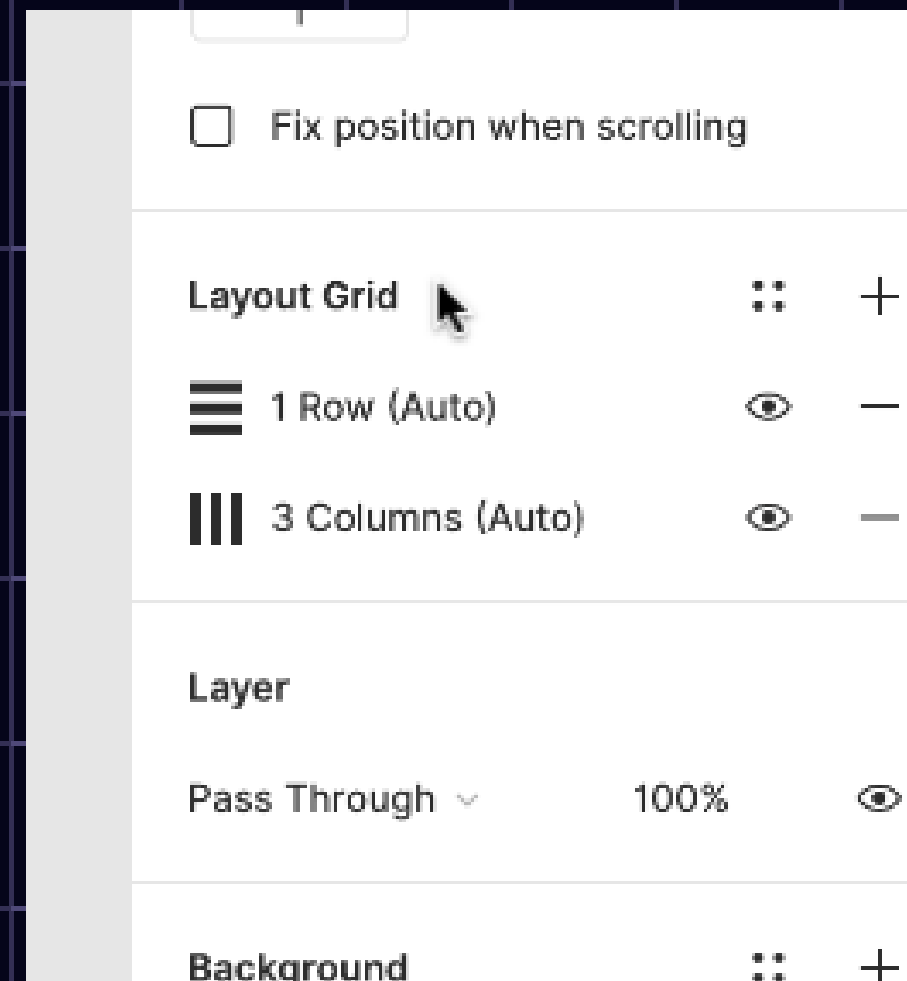 Fix position when scrolling
Layout Grid
1 Row (Auto)
3 Columns (Auto)
Layer
Pass Through 100%
Background